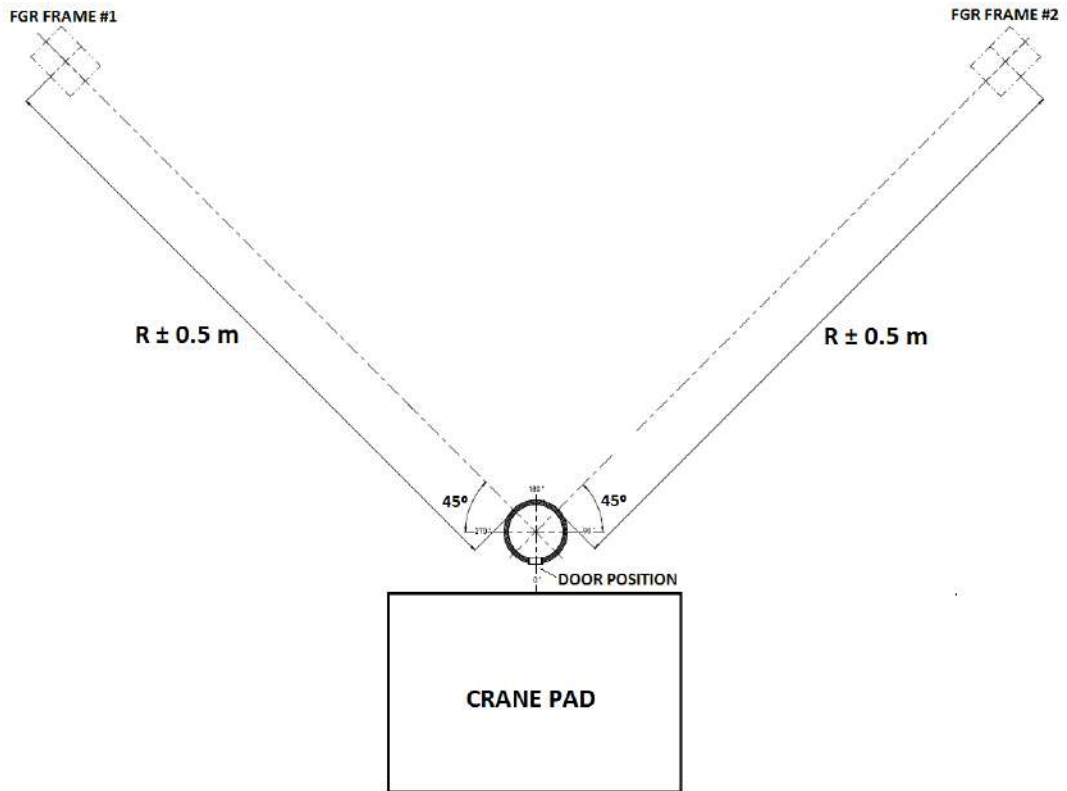 FGR FRAME #1
FGR FRAME #2
R ± 0.5 m
R ± 0.5 m
180°
45º
45º
270°
90°
DOOR POSITION
0°
CRANE PAD